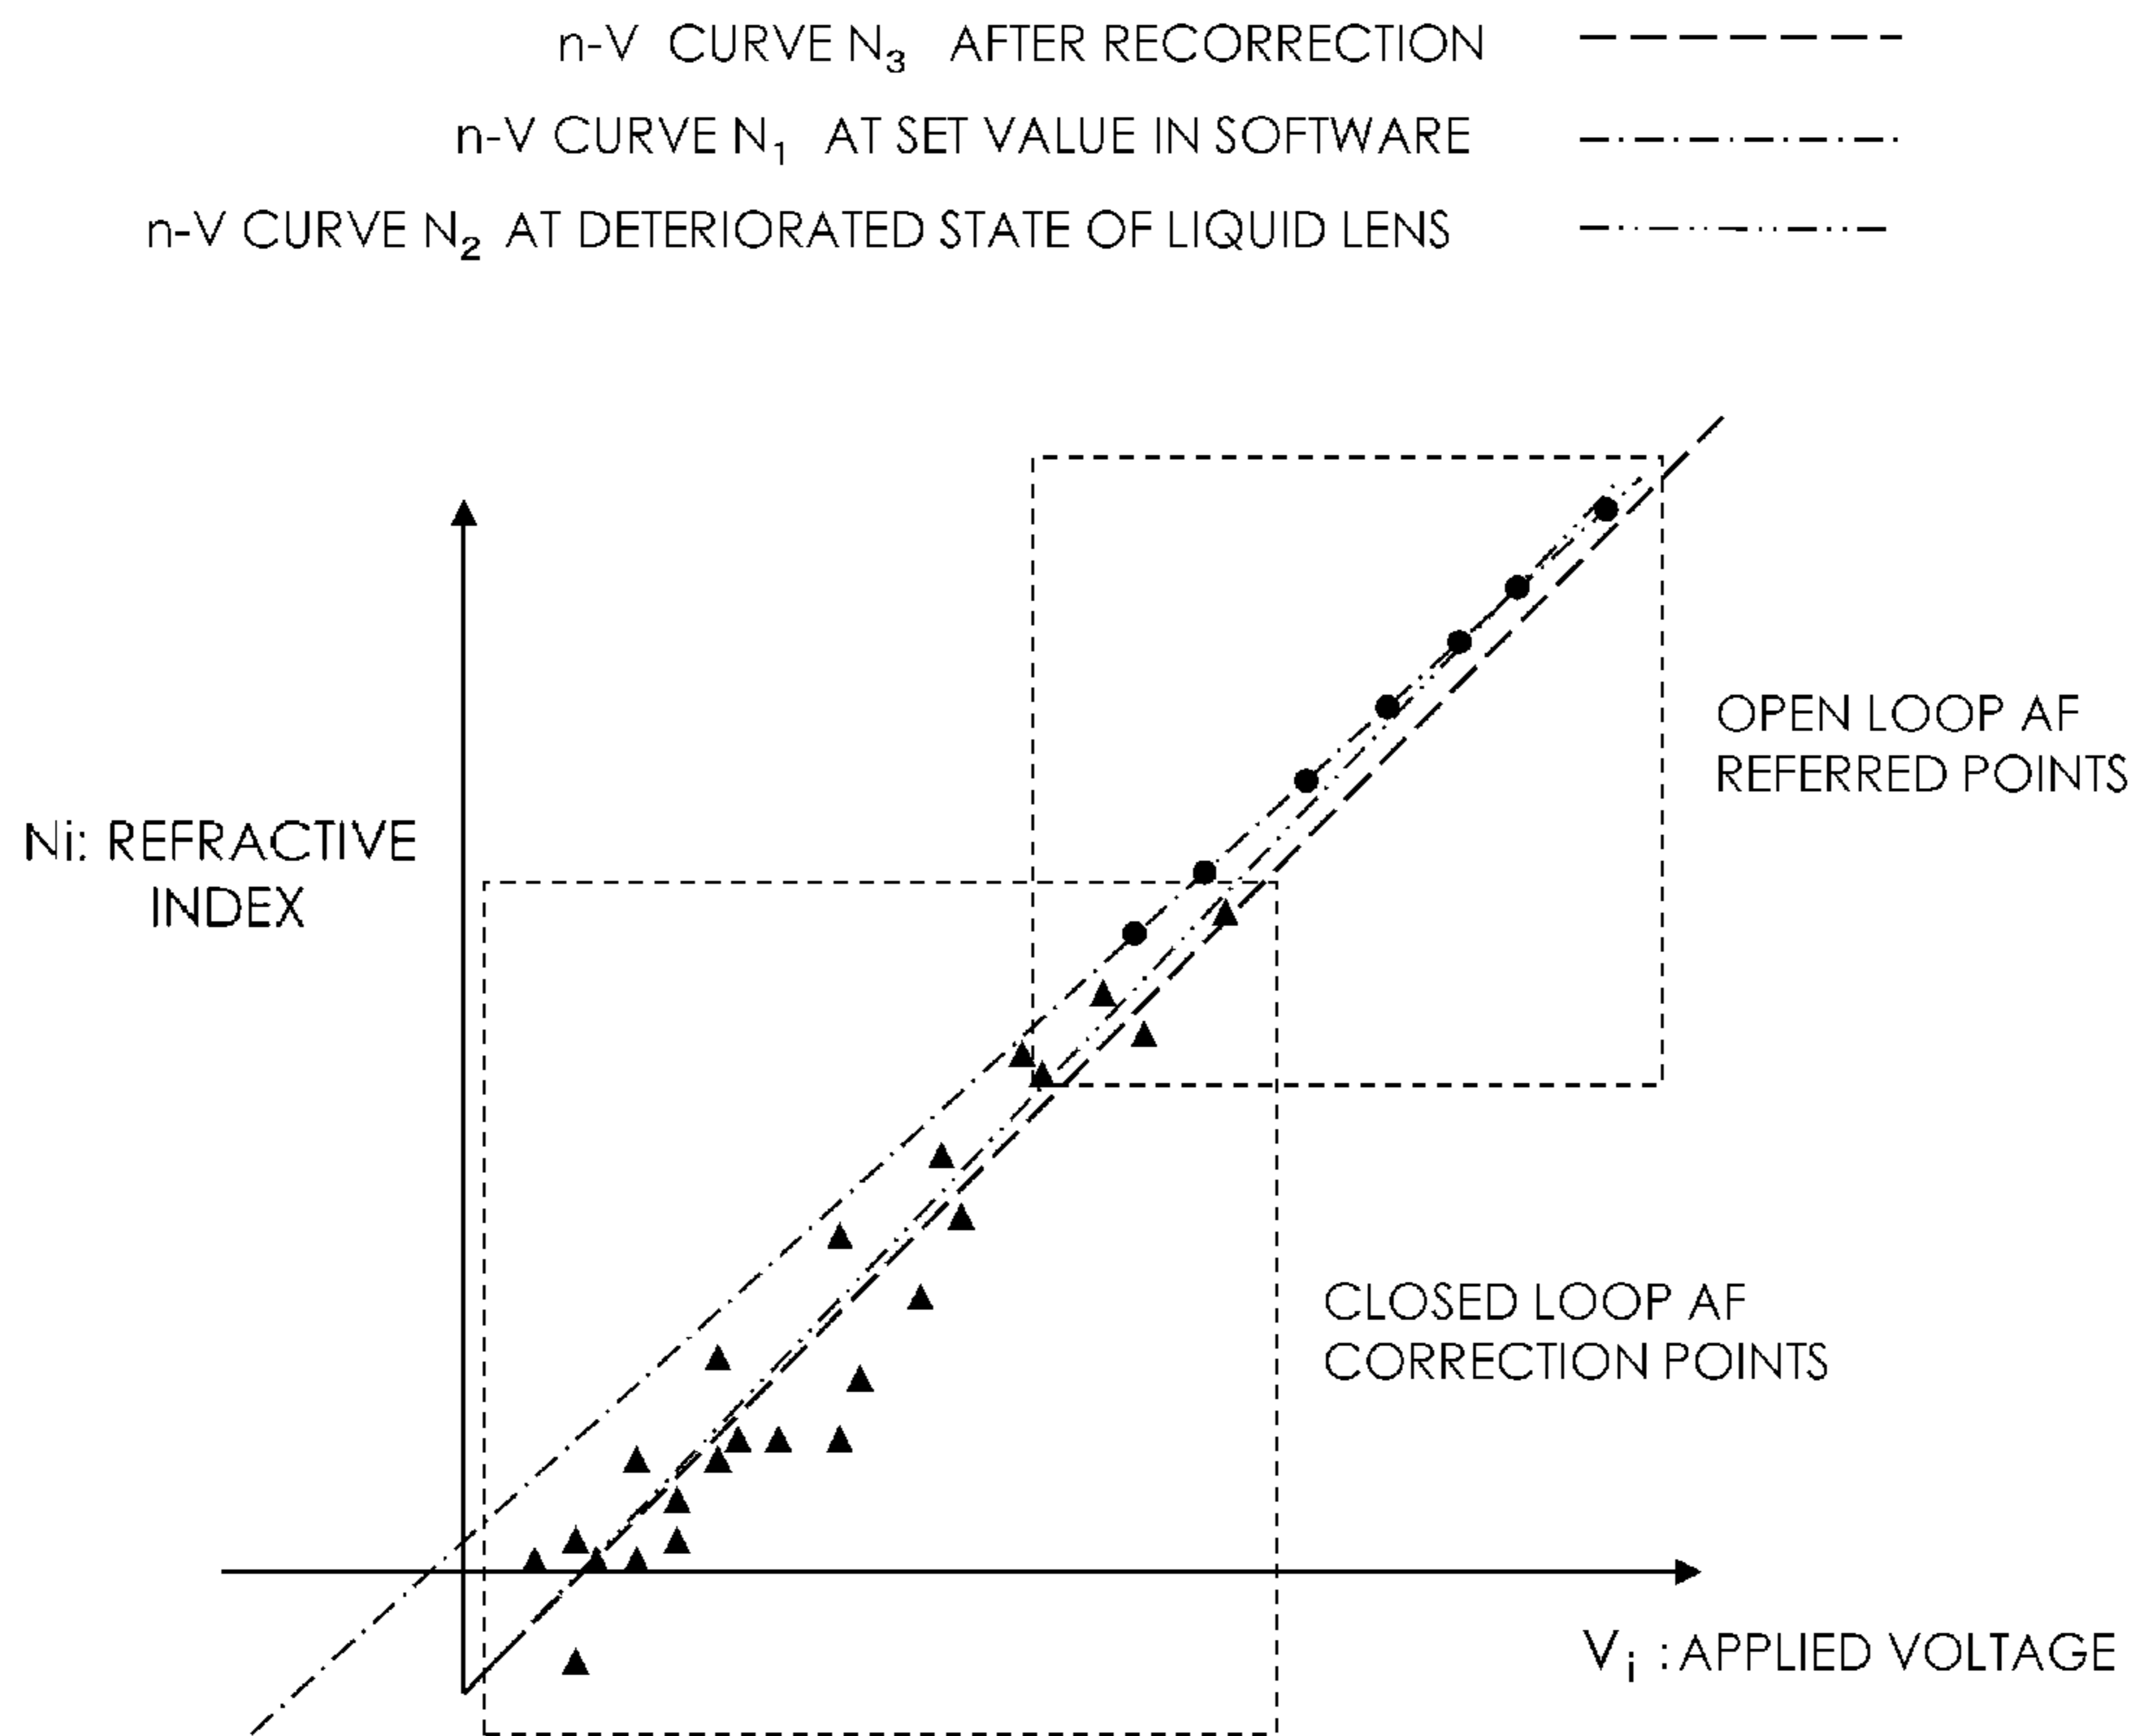 n-V CURVE N₃ AFTER RECORRECTION
n-V CURVE N₁ AT SET VALUE IN SOFTWARE
n-V CURVE N₂ AT DETERIORATED STATE OF LIQUID LENS
OPEN LOOP AF
REFERRED POINTS
Ni: REFRACTIVE
INDEX
CLOSED LOOP AF
CORRECTION POINTS
Vᵢ : APPLIED VOLTAGE